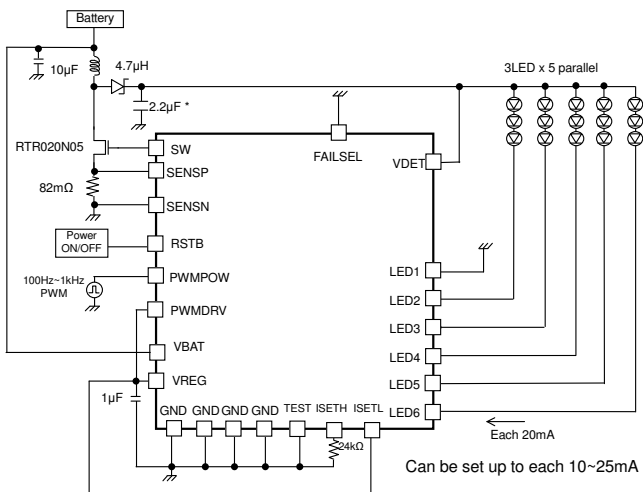 Battery
10µF
4.7µH
2.2µF *
3LED x 5 parallel
RTR020N05
82mΩ
Power
ON/OFF
100Hz~1kHz
PWM
SW
SENSP
SENSN
RSTB
PWMPOW
PWMDRV
VBAT
VREG
FAILSEL
VDET
LED1
LED2
LED3
LED4
LED5
LED6
1µF
GND GND GND GND TEST ISETH ISETL
24kΩ
Each 20mA
Can be set up to each 10~25mA